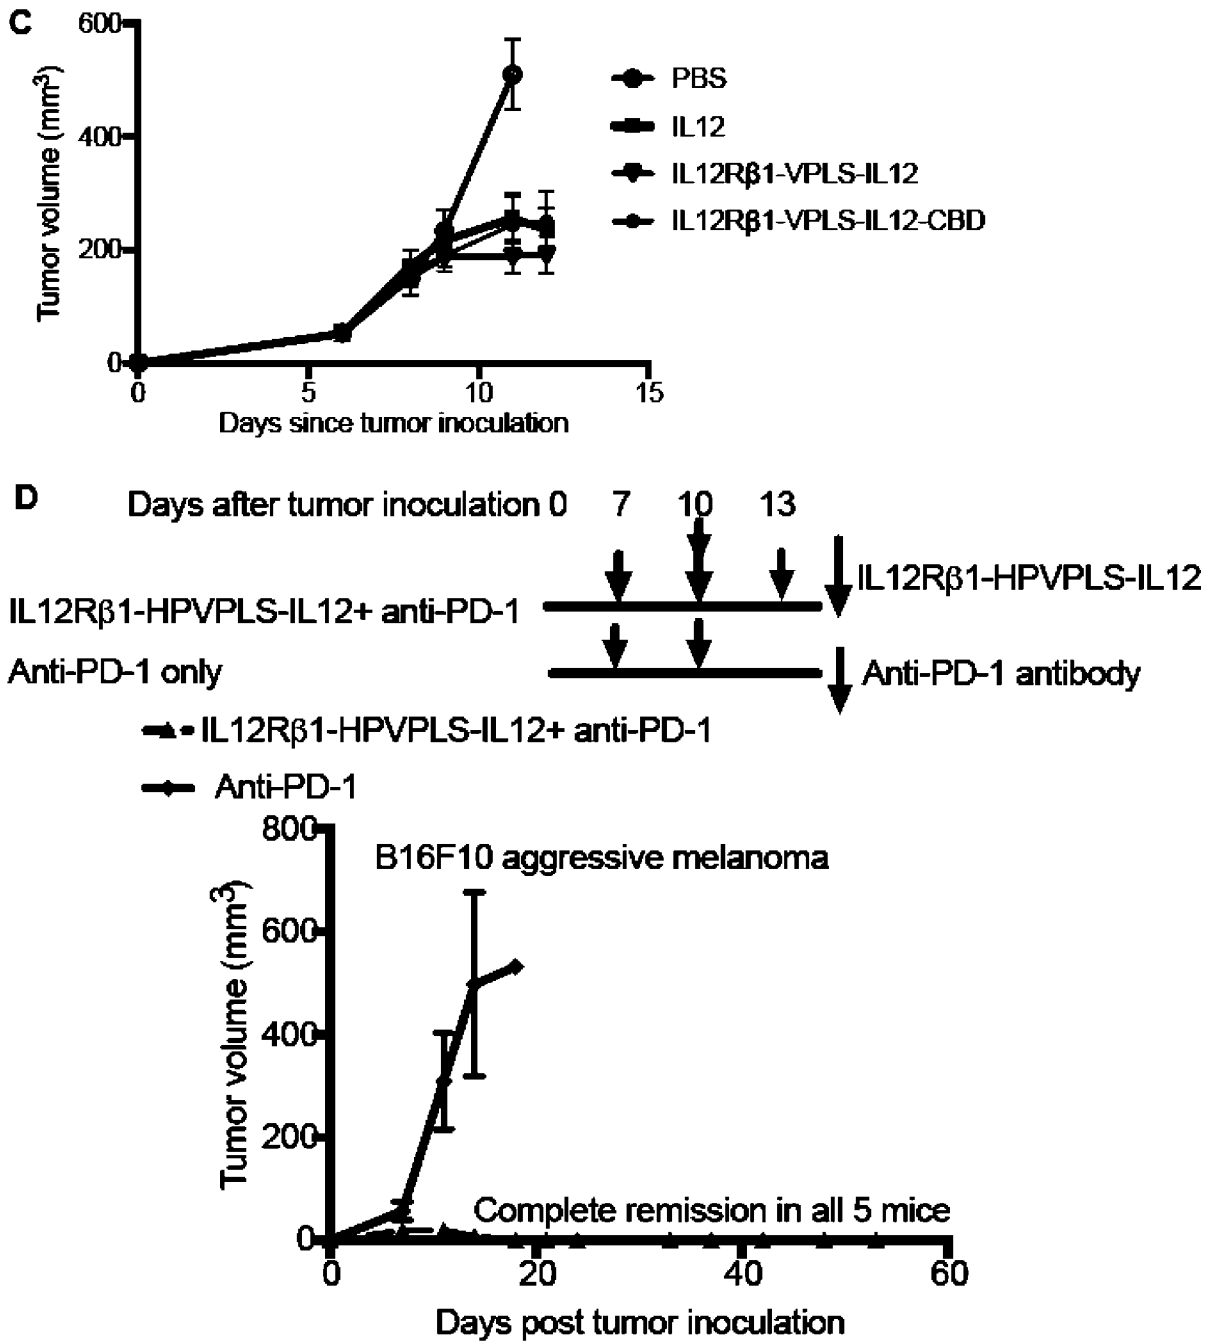 C
600
400
200
0
Tumor volume (mm³)
0 5 10 15
Days since tumor inoculation
PBS
IL12
IL12Rβ1-VPLS-IL12
IL12Rβ1-VPLS-IL12-CBD
D
Days after tumor inoculation 0 7 10 13
IL12Rβ1-HPVPLS-IL12
IL12Rβ1-HPVPLS-IL12+ anti-PD-1
Anti-PD-1 only
Anti-PD-1 antibody
IL12Rβ1-HPVPLS-IL12+ anti-PD-1
Anti-PD-1
800
600
400
200
0
Tumor volume (mm³)
B16F10 aggressive melanoma
Complete remission in all 5 mice
0 20 40 60
Days post tumor inoculation